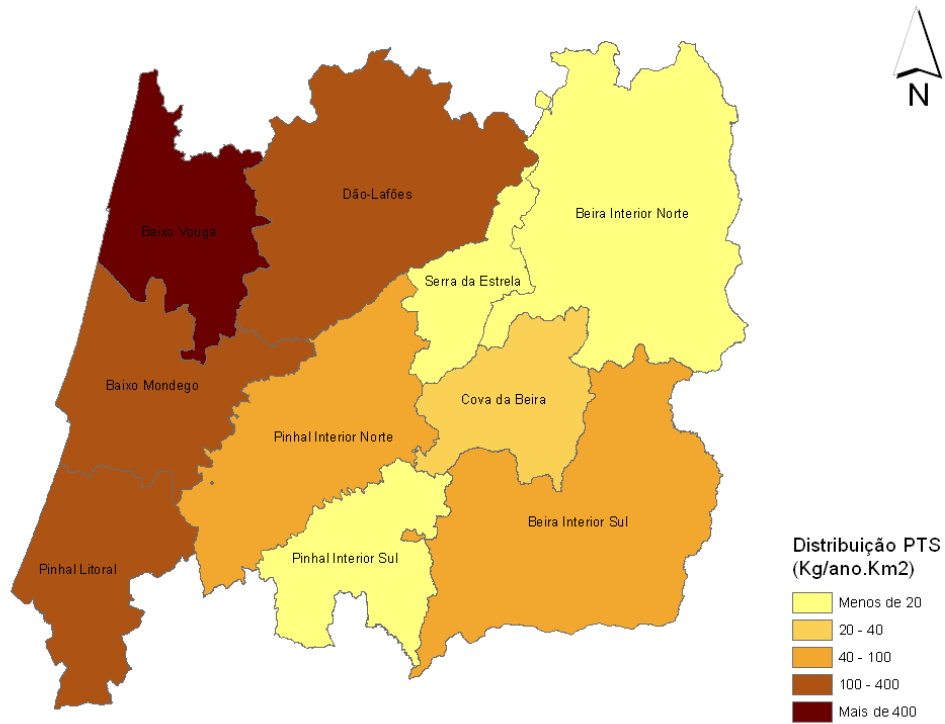 N
Dão-Lafões
Beira Interior Norte
Baixo Vouga
Serra da Estrela
Baixo Mondego
Cova da Beira
Pinhal Interior Norte
Beira Interior Sul
Pinhal Interior Sul
Pinhal Litoral
Distribuição PTS
(Kg/ano.Km2)
Menos de 20
20 - 40
40 - 100
100 - 400
Mais de 400